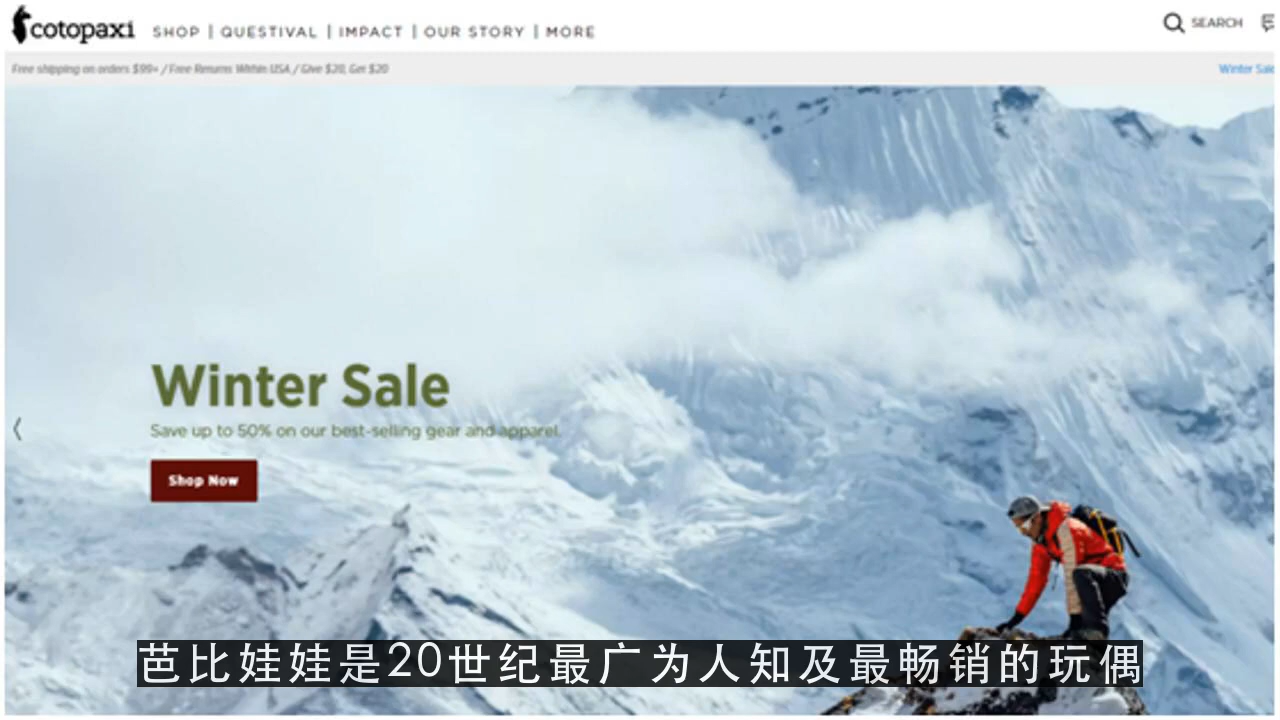 cotopaxi
SHOP | QUESTIVAL | IMPACT | OUR STORY | MORE
SEARCH
Free shipping on orders $99+ / Free Returns Within USA / Give $20, Get $20
Winter Sale
Winter Sale
Save up to 50% on our best-selling gear and apparel.
Shop Now
芭比娃娃是20世纪最广为人知及最畅销的玩偶